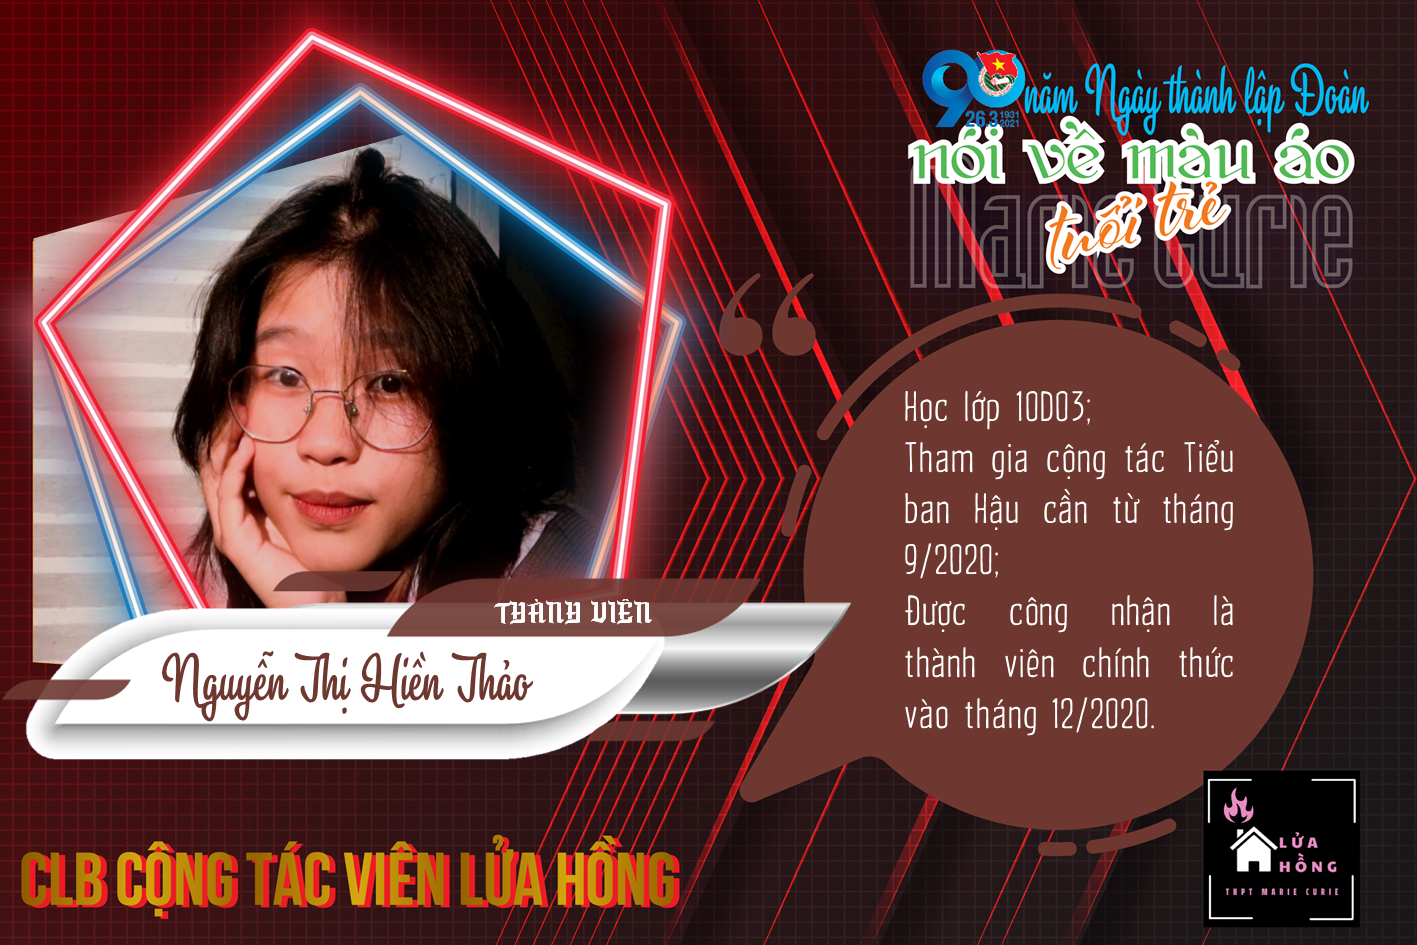 90 năm Ngày thành lập Đoàn
26.3 1931 2021
nói về màu áo
tuổi trẻ
Marie Curie
Học lớp 10D03;
Tham gia cộng tác Tiểu
ban Hậu cần từ tháng
9/2020;
Được công nhận là
thành viên chính thức
vào tháng 12/2020.
THÀNH VIÊN
Nguyễn Thị Hiền Thảo
CLB CỘNG TÁC VIÊN LỬA HỒNG
LỬA
HỒNG
THPT MARIE CURIE